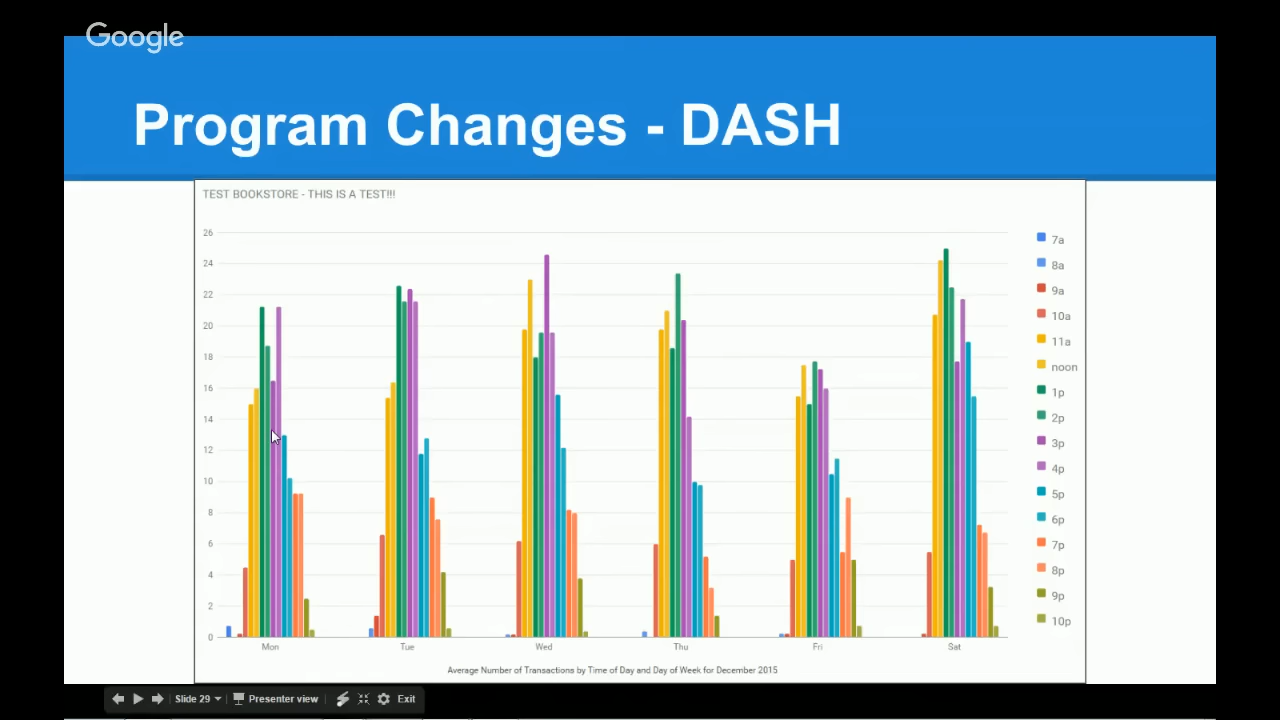 Google
Program Changes - DASH
TEST BOOKSTORE - THIS IS A TEST!!!
26
24
22
20
18
16
14
12
10
8
6
4
2
0
Mon Tue Wed Thu Fri Sat
Average Number of Transactions by Time of Day and Day of Week for December 2015
7a
8a
9a
10a
11a
noon
1p
2p
3p
4p
5p
6p
7p
8p
9p
10p
Slide 29 Presenter view Exit